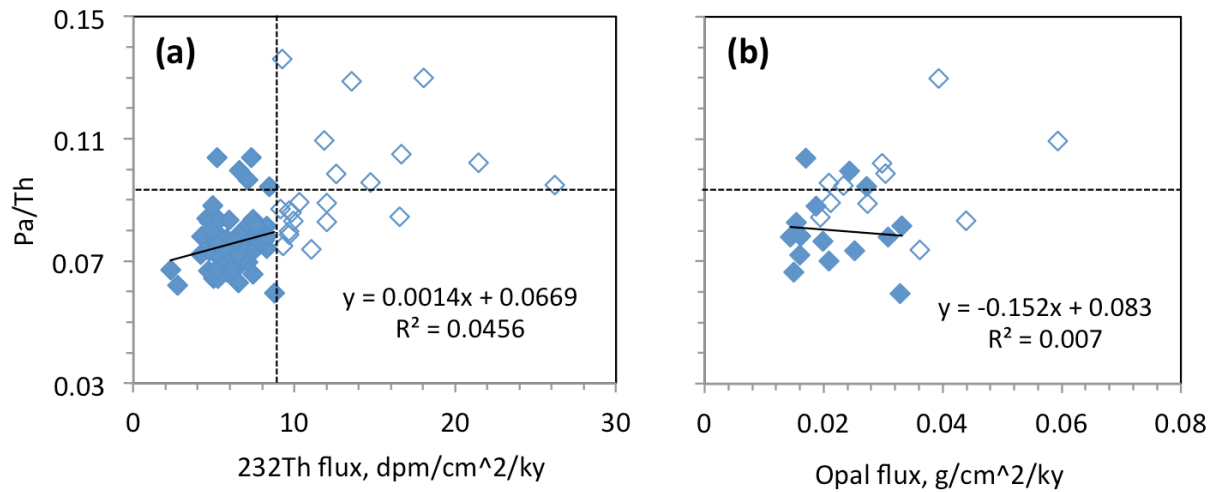 (a)
(b)
0.15
0.11
0.07
0.03
Pa/Th
y = 0.0014x + 0.0669
R² = 0.0456
y = -0.152x + 0.083
R² = 0.007
0 10 20 30
0 0.02 0.04 0.06 0.08
232Th flux, dpm/cm^2/ky
Opal flux, g/cm^2/ky